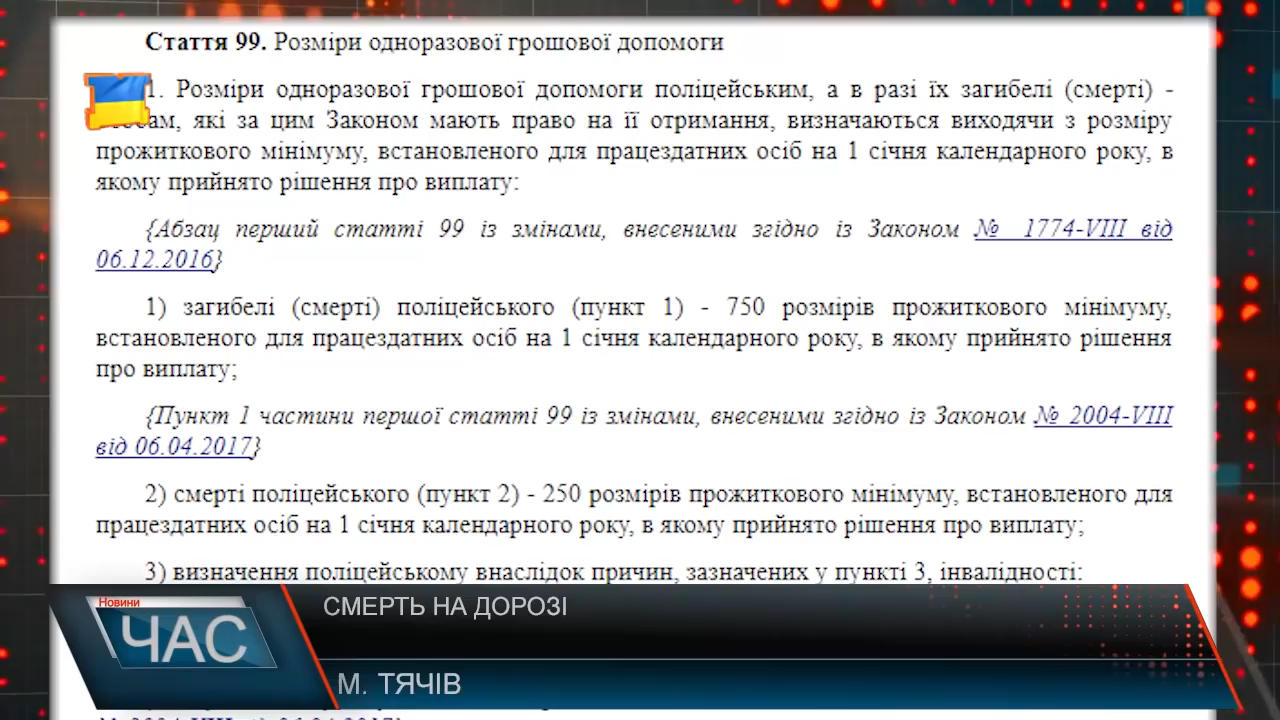 Стаття 99. Розміри одноразової грошової допомоги
1. Розміри одноразової грошової допомоги поліцейським, а в разі їх загибелі (смерті) -
які за цим Законом мають право на її отримання, визначаються виходячи з розміру
прожиткового мінімуму, встановленого для працездатних осіб на 1 січня календарного року, в
якому прийнято рішення про виплату:
{Абзац перший статті 99 із змінами, внесеними згідно із Законом № 1774-VIII від
06.12.2016}
1) загибелі (смерті) поліцейського (пункт 1) - 750 розмірів прожиткового мінімуму,
встановленого для працездатних осіб на 1 січня календарного року, в якому прийнято рішення
про виплату;
{Пункт 1 частини першої статті 99 із змінами, внесеними згідно із Законом № 2004-VIII
від 06.04.2017}
2) смерті поліцейського (пункт 2) - 250 розмірів прожиткового мінімуму, встановленого для
працездатних осіб на 1 січня календарного року, в якому прийнято рішення про виплату;
3) визначення поліцейському внаслідок причин, зазначених у пункті 3, інвалідності:
Новини
ЧАС
СМЕРТЬ НА ДОРОЗІ
М. ТЯЧІВ